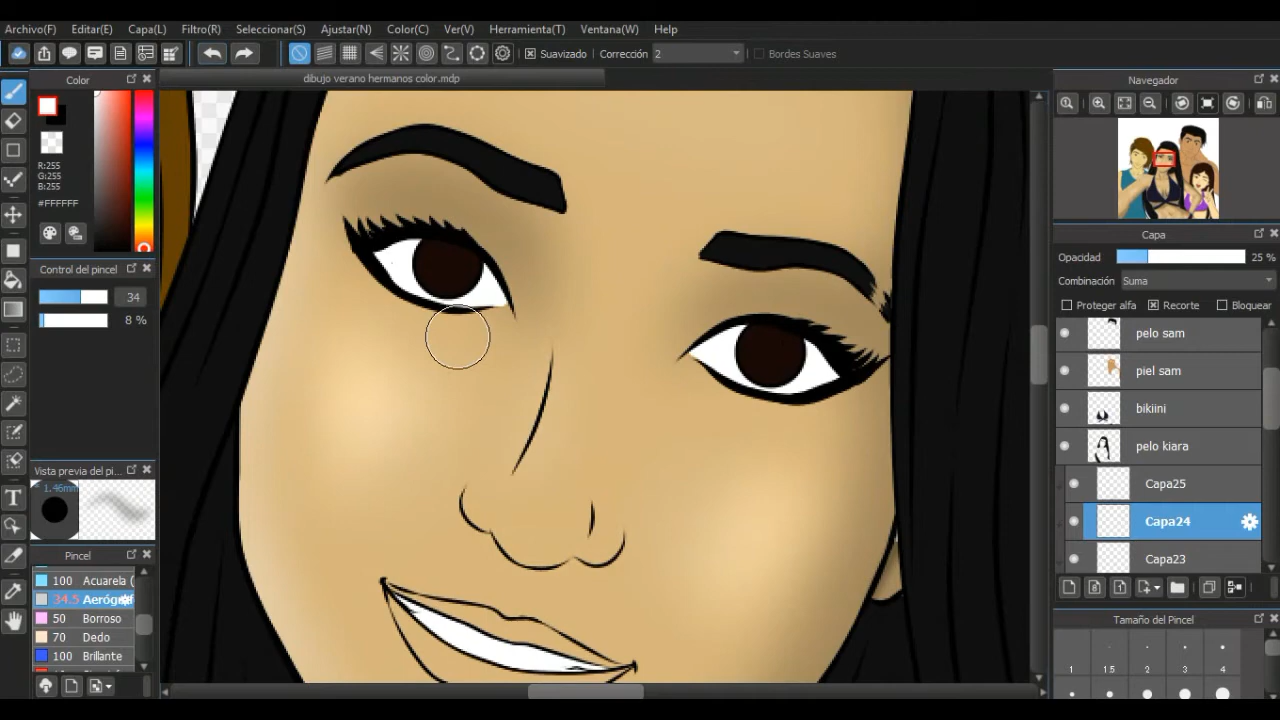 Archivo(F) Editar(E) Capa(L) Filtro(R) Seleccionar(S) Ajustar(N) Color(C) Ver(V) Herramienta(T) Ventana(W) Help
Suavizado Corrección 2 Bordes Suaves
Color
dibujo verano hermanos color.mdp
Navegador
R:255
G:255
B:255
#FFFFFF
Control del pincel
34
8 %
Vista previa del pi...
1.46mm
Pincel
100 Acuarela (
34.5
50 Borroso
70 Dedo
100 Brillante
Capa
Opacidad 25 %
Combinación Suma
Proteger alfa Recorte Bloquear
pelo sam
piel sam
bikiini
pelo kiara
Capa25
Capa24
Capa23
Tamaño del Pincel
1 1.5 2 3 4
T